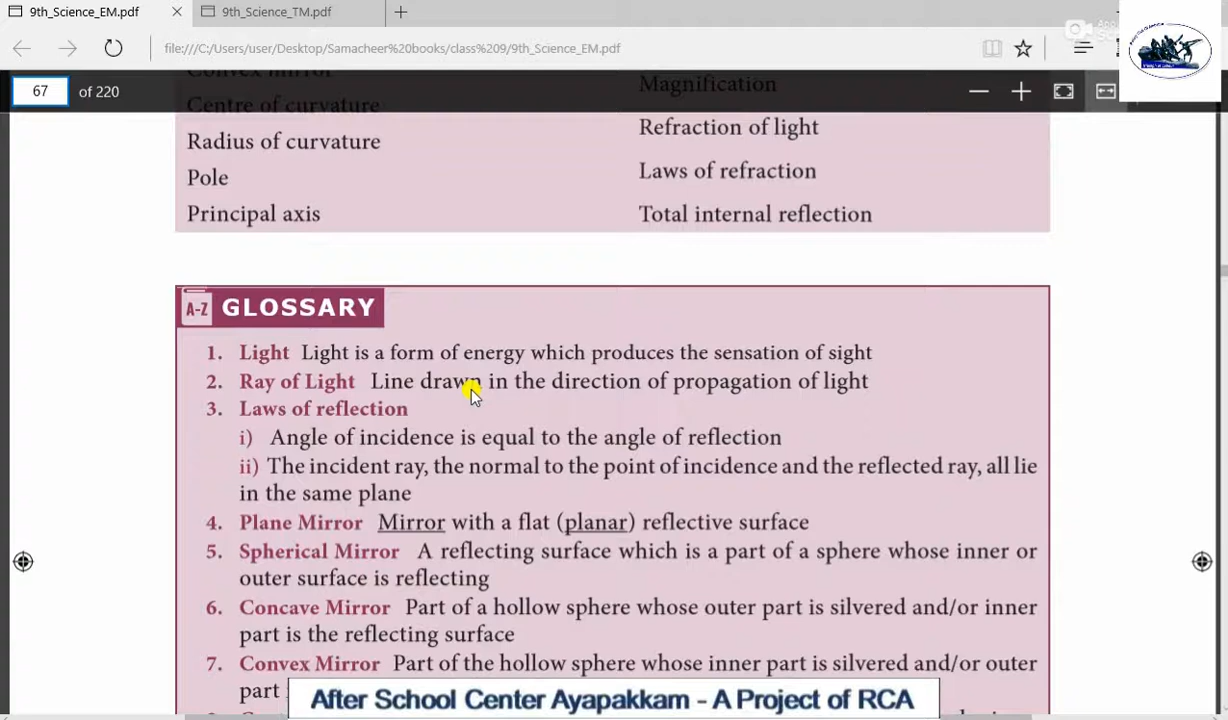 9th_Science_EM.pdf
9th_Science_TM.pdf
file:///C:/Users/user/Desktop/Samacheer%20books/class%209/9th_Science_EM.pdf
67 of 220
Convex mirror
Magnification
Centre of curvature
Refraction of light
Radius of curvature
Laws of refraction
Pole
Total internal reflection
Principal axis
A-Z GLOSSARY
1. Light Light is a form of energy which produces the sensation of sight
2. Ray of Light Line drawn in the direction of propagation of light
3. Laws of reflection
i) Angle of incidence is equal to the angle of reflection
ii) The incident ray, the normal to the point of incidence and the reflected ray, all lie
in the same plane
4. Plane Mirror Mirror with a flat (planar) reflective surface
5. Spherical Mirror A reflecting surface which is a part of a sphere whose inner or
outer surface is reflecting
6. Concave Mirror Part of a hollow sphere whose outer part is silvered and/or inner
part is the reflecting surface
7. Convex Mirror Part of the hollow sphere whose inner part is silvered and/or outer
part
After School Center Ayapakkam - A Project of RCA